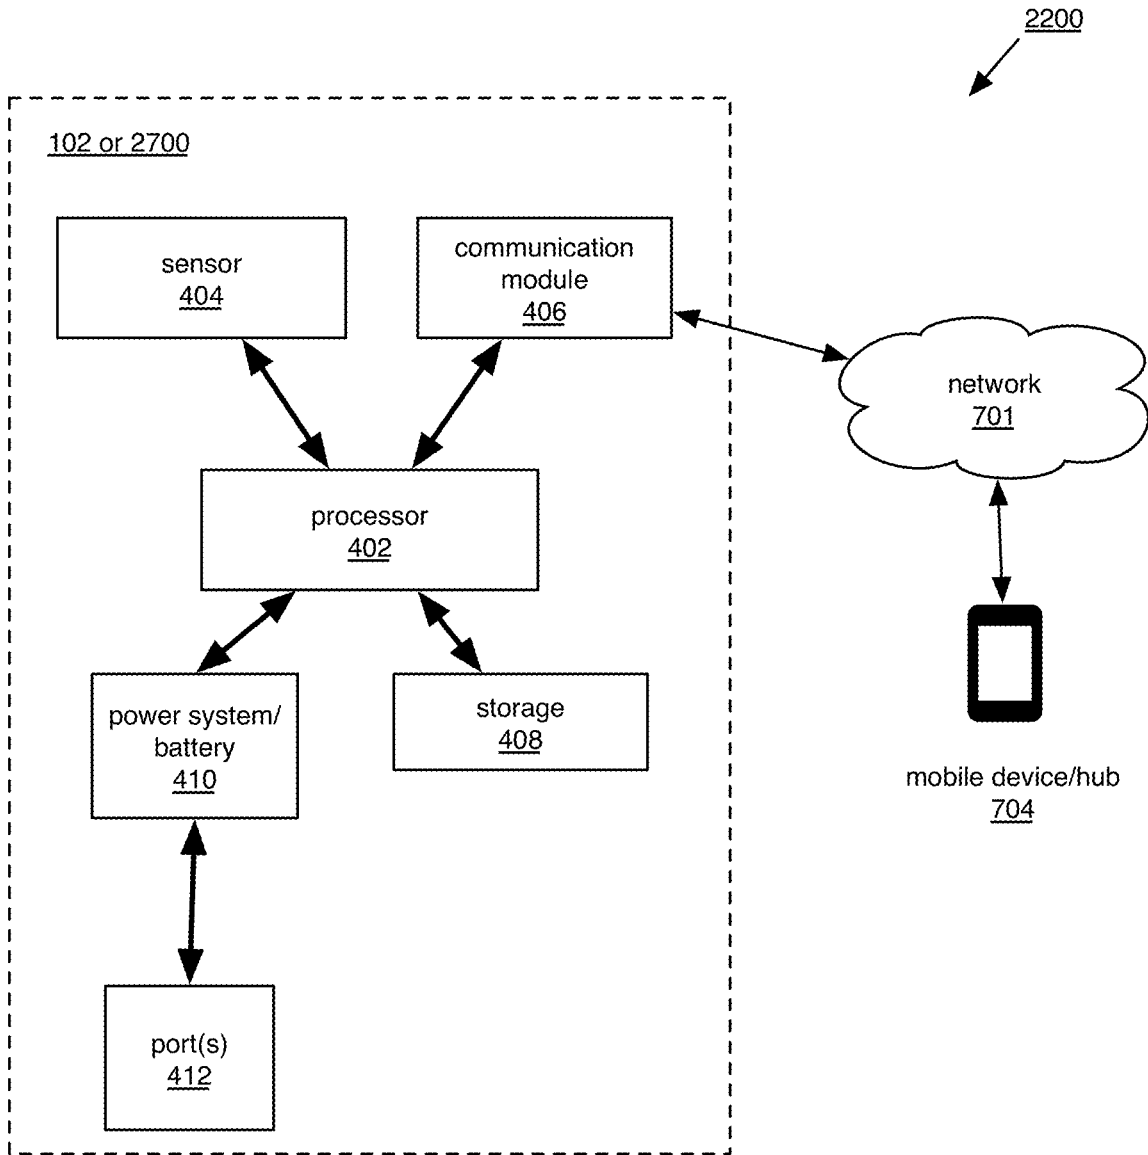 2200
102 or 2700
sensor
404
communication
module
406
network
701
processor
402
power system/
battery
410
storage
408
mobile device/hub
704
port(s)
412